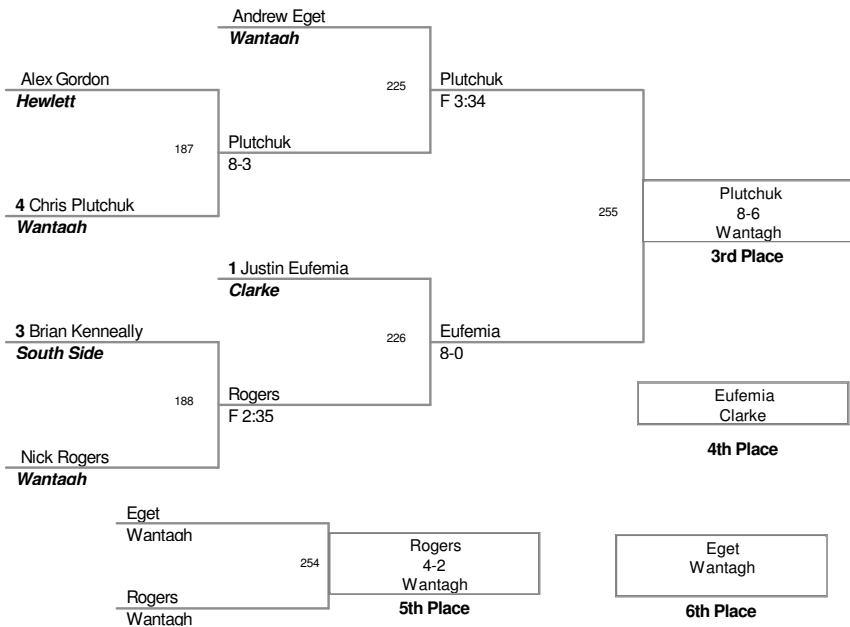 Andrew Eget
Wantagh
Alex Gordon
Hewlett
225
Plutchuk
F 3:34
187
Plutchuk
8-3
4 Chris Plutchuk
Wantagh
255
Plutchuk
8-6
Wantagh
3rd Place
1 Justin Eufemia
Clarke
3 Brian Kenneally
South Side
226
Eufemia
8-0
188
Rogers
F 2:35
Eufemia
Clarke
4th Place
Nick Rogers
Wantagh
Eget
Wantagh
254
Rogers
4-2
Wantagh
5th Place
Rogers
Wantagh
Eget
Wantagh
6th Place